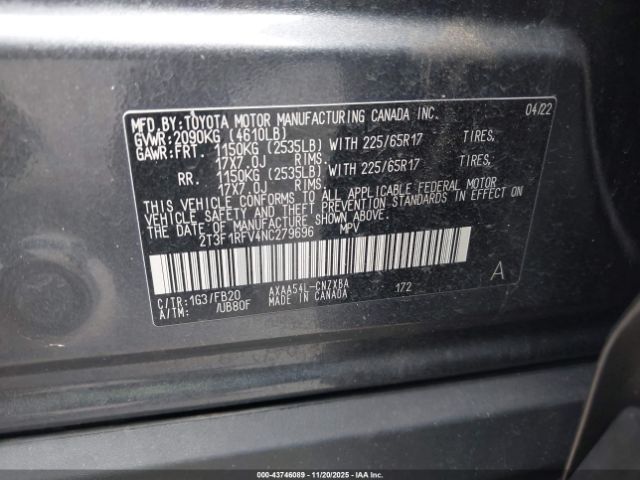 MFD.BY: TOYOTA MOTOR MANUFACTURING CANADA INC. 04/22
GVWR: 2090KG (4610LB)
GAWR: FRT. 1150KG (2535LB) WITH 225/65R17 TIRES,
17X7.0J RIMS,
RR. 1150KG (2535LB) WITH 225/65R17 TIRES,
17X7.0J RIMS.
THIS VEHICLE CONFORMS TO ALL APPLICABLE FEDERAL MOTOR
VEHICLE SAFETY AND THEFT PREVENTION STANDARDS IN EFFECT ON
THE DATE OF MANUFACTURE SHOWN ABOVE.
2T3F1RFV4NC279696 MPV
C/TR: 1G3/FB20 AXAA54L-CNZXBA 172 A
A/TM: /UB80F MADE IN CANADA
000-43746089 - 11/20/2025 - IAAI.COM